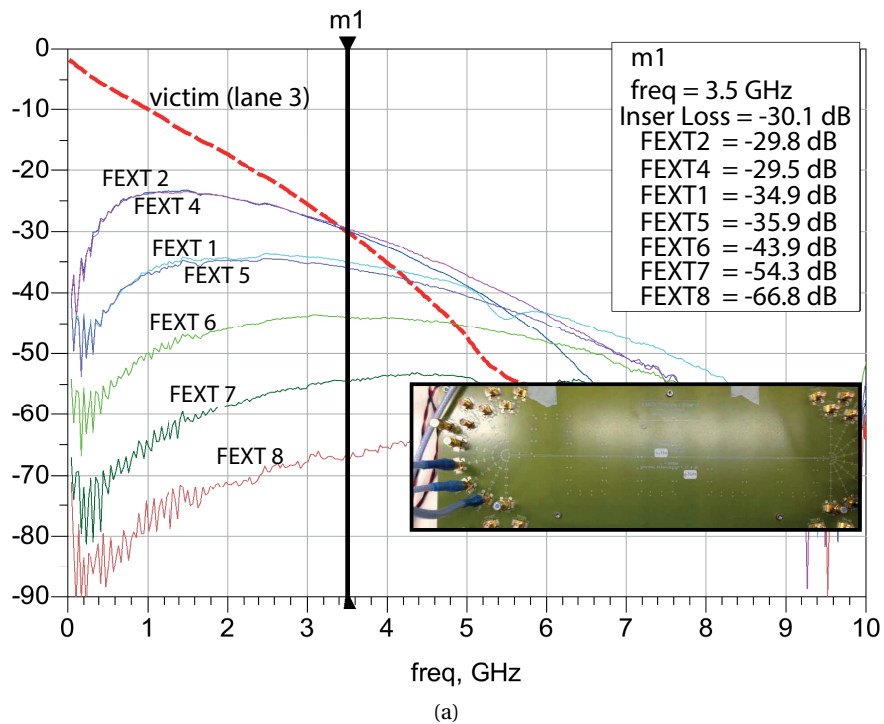 m1
0
-10
-20
-30
-40
-50
-60
-70
-80
-90
victim (lane 3)
FEXT 2
FEXT 4
FEXT 1
FEXT 5
FEXT 6
FEXT 7
FEXT 8
m1
freq = 3.5 GHz
Inser Loss = -30.1 dB
FEXT2 = -29.8 dB
FEXT4 = -29.5 dB
FEXT1 = -34.9 dB
FEXT5 = -35.9 dB
FEXT6 = -43.9 dB
FEXT7 = -54.3 dB
FEXT8 = -66.8 dB
0 1 2 3 4 5 6 7 8 9 10
freq, GHz
(a)